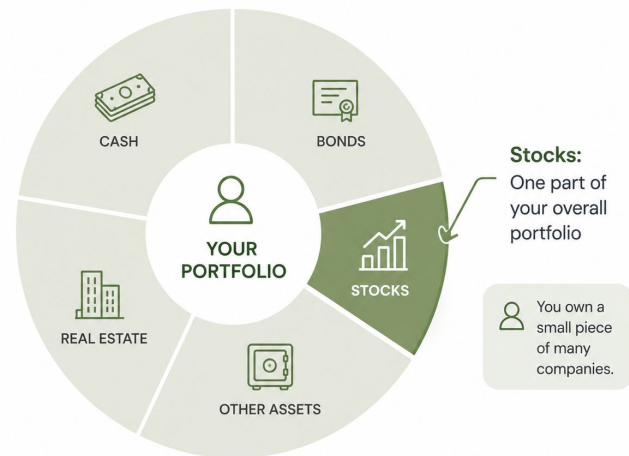 CASH
BONDS
YOUR
PORTFOLIO
STOCKS
REAL ESTATE
OTHER ASSETS
Stocks:
One part of
your overall
portfolio
You own a
small piece
of many
companies.